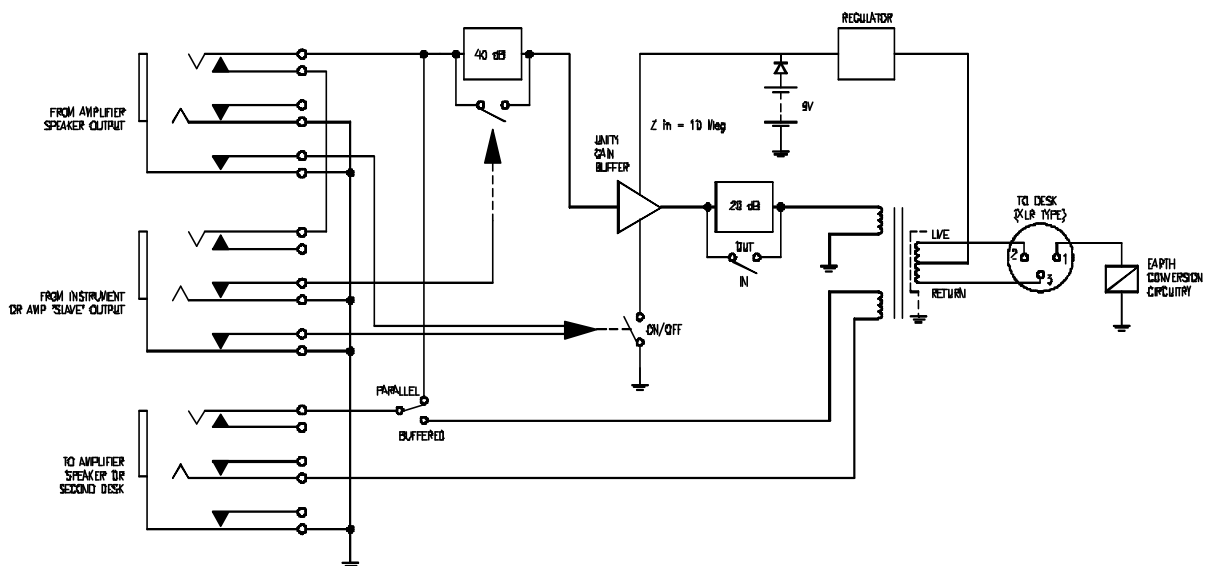 REGULATOR
40 dB
FROM AMPLIFIER
SPEAKER OUTPUT
9V
Z in = 10 Meg
UNITY
GAIN
BUFFER
20 dB
TO DESK
(XLR TYPE)
LIVE
2
1
3
OUT
IN
RETURN
EARTH
CONVERSION
CIRCUITRY
FROM INSTRUMENT
OR AMP "SLAVE" OUTPUT
ON/OFF
PARALLEL
BUFFERED
TO AMPLIFIER
SPEAKER OR
SECOND DESK